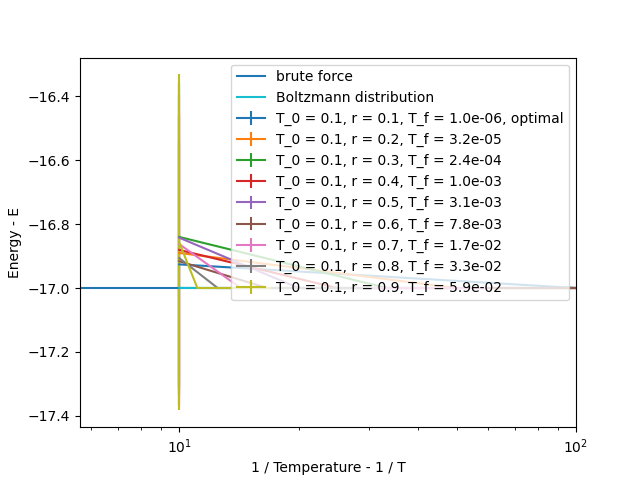 −16.4
−16.6
−16.8
−17.0
−17.2
−17.4
Energy - E
10^1
10^2
1 / Temperature - 1 / T
brute force
Boltzmann distribution
T_0 = 0.1, r = 0.1, T_f = 1.0e-06, optimal
T_0 = 0.1, r = 0.2, T_f = 3.2e-05
T_0 = 0.1, r = 0.3, T_f = 2.4e-04
T_0 = 0.1, r = 0.4, T_f = 1.0e-03
T_0 = 0.1, r = 0.5, T_f = 3.1e-03
T_0 = 0.1, r = 0.6, T_f = 7.8e-03
T_0 = 0.1, r = 0.7, T_f = 1.7e-02
T_0 = 0.1, r = 0.8, T_f = 3.3e-02
T_0 = 0.1, r = 0.9, T_f = 5.9e-02